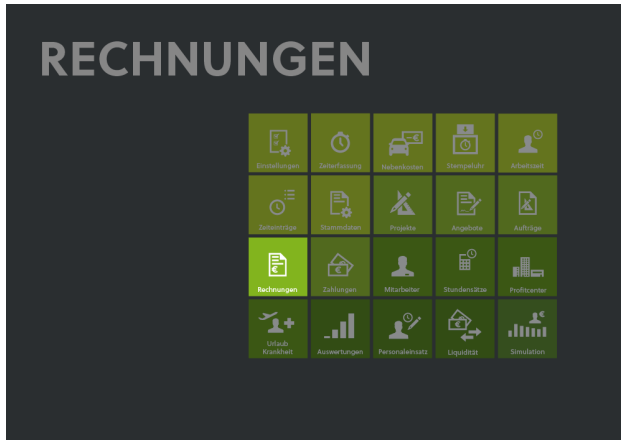 RECHNUNGEN
Einstellungen
Zeiterfassung
Nebenkosten
Stempeluhr
Arbeitszeit
Zeiteinträge
Stammdaten
Projekte
Angebote
Aufträge
Rechnungen
Zahlungen
Mitarbeiter
Stundensätze
Profitcenter
Urlaub
Krankheit
Auswertungen
Personaleinsatz
Liquidität
Simulation